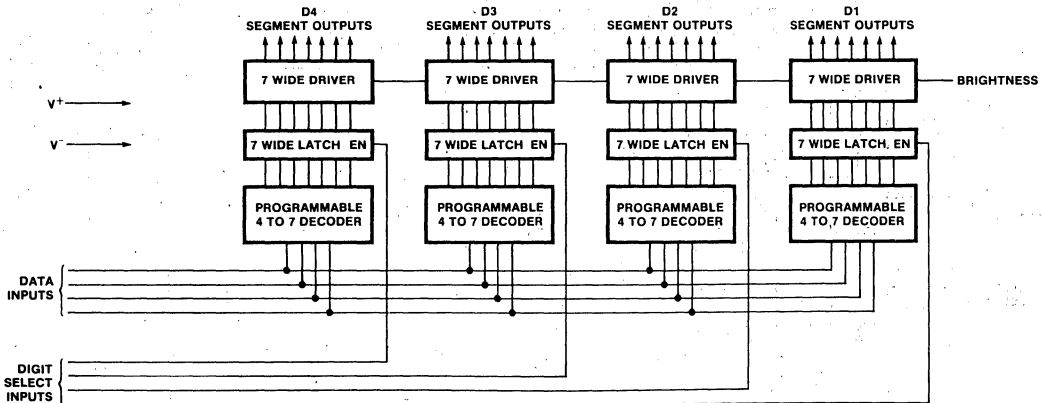 D4
SEGMENT OUTPUTS
D3
SEGMENT OUTPUTS
D2
SEGMENT OUTPUTS
D1
SEGMENT OUTPUTS
7 WIDE DRIVER
7 WIDE DRIVER
7 WIDE DRIVER
7 WIDE DRIVER
BRIGHTNESS
V+
V-
7 WIDE LATCH EN
7 WIDE LATCH EN
7 WIDE LATCH EN
7 WIDE LATCH EN
PROGRAMMABLE
4 TO 7 DECODER
PROGRAMMABLE
4 TO 7 DECODER
PROGRAMMABLE
4 TO 7 DECODER
PROGRAMMABLE
4 TO 7 DECODER
DATA
INPUTS
DIGIT
SELECT
INPUTS